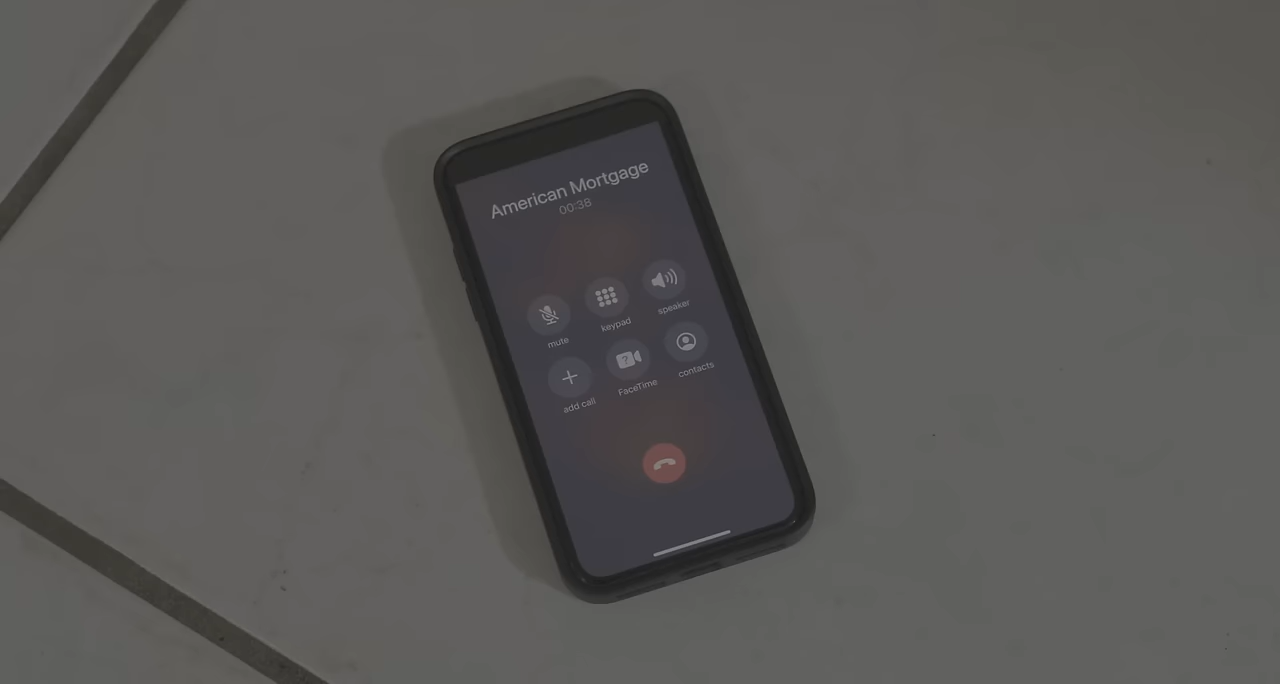 American Mortgage
00:38
mute
keypad
speaker
add call
FaceTime
contacts